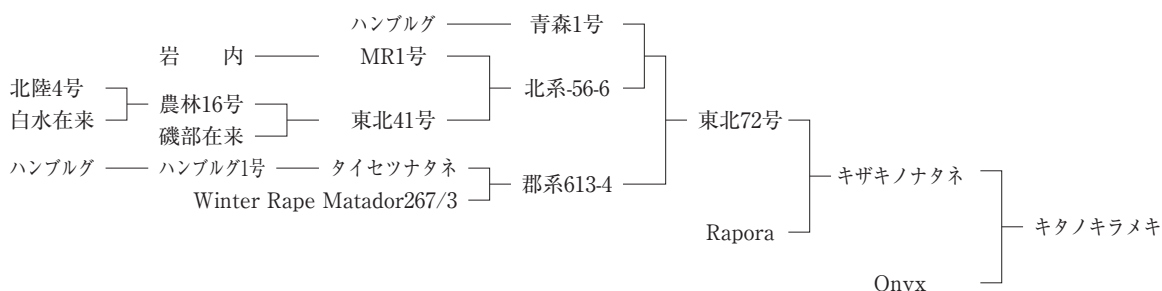 ハンブルグ 青森1号
岩 内 MR1号
北陸4号 北系-56-6
農林16号
白水在来 東北41号 東北72号
磯部在来
ハンブルグ ハンブルグ1号 タイセツナタネ キザキノナタネ
郡系613-4
Winter Rape Matador267/3
キタノキラメキ
Rapora
Onyx